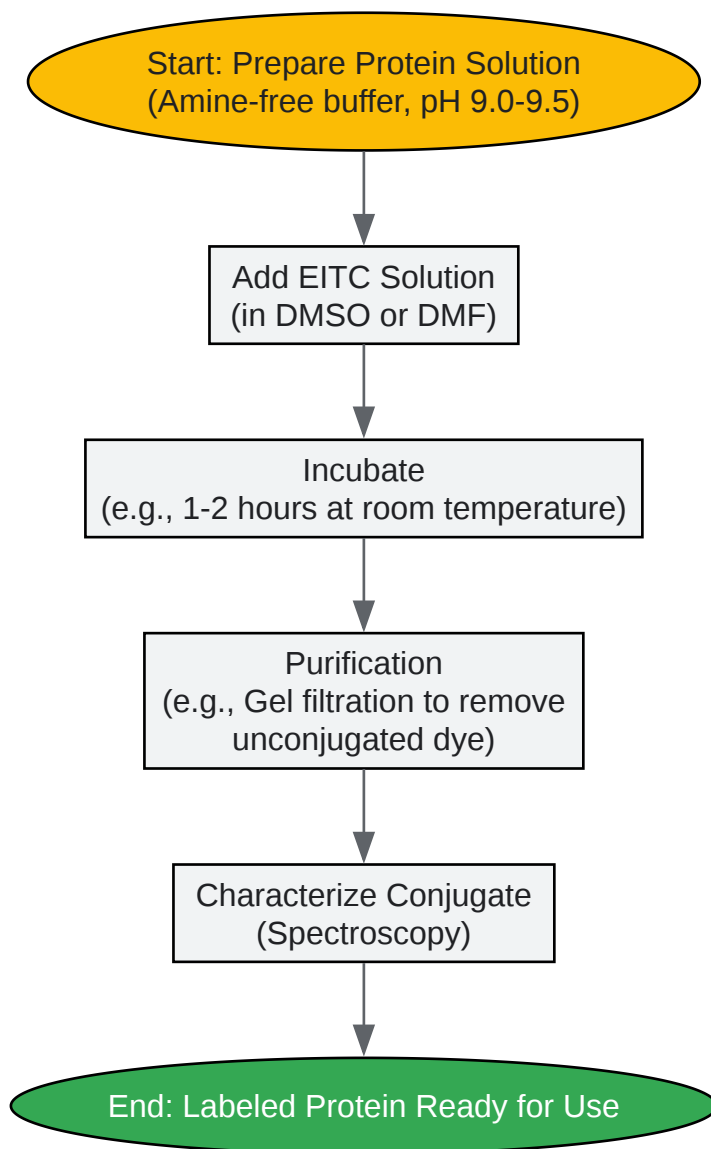 Start: Prepare Protein Solution
(Amine-free buffer, pH 9.0-9.5)
Add EITC Solution
(in DMSO or DMF)
Incubate
(e.g., 1-2 hours at room temperature)
Purification
(e.g., Gel filtration to remove
unconjugated dye)
Characterize Conjugate
(Spectroscopy)
End: Labeled Protein Ready for Use